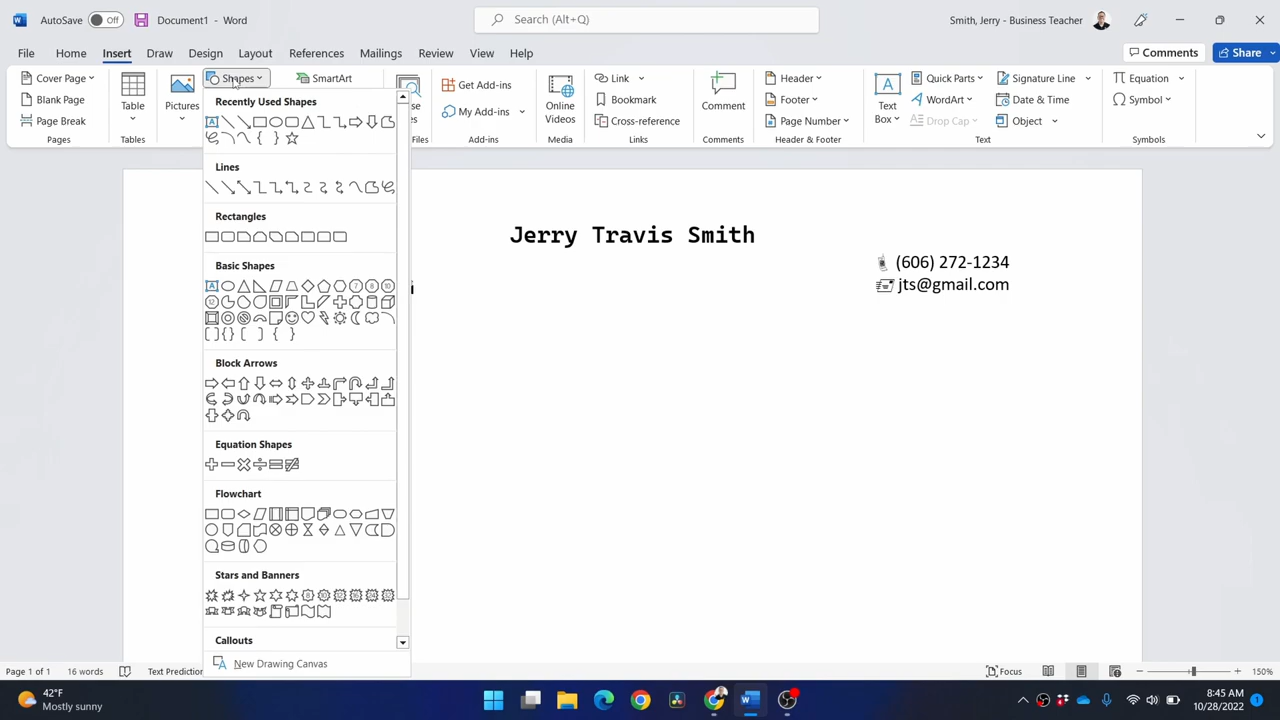 AutoSave Off Document1 - Word Search (Alt+Q) Smith, Jerry - Business Teacher
File Home Insert Draw Design Layout References Mailings Review View Help Comments Share
Cover Page Shapes SmartArt Link Header Quick Parts Signature Line Equation
Get Add-ins
Blank Page Table Pictures Online Videos Bookmark Comment Footer Text Box WordArt Date & Time Symbol
My Add-ins
Page Break Cross-reference Page Number Drop Cap Object
Pages Tables Files Add-ins Media Links Comments Header & Footer Text Symbols
Recently Used Shapes
Lines
Rectangles
Basic Shapes
Block Arrows
Equation Shapes
Flowchart
Stars and Banners
Callouts
New Drawing Canvas
Jerry Travis Smith
(606) 272-1234
jts@gmail.com
Page 1 of 1 16 words Text Predictio Focus 150%
42°F
Mostly sunny
8:45 AM
10/28/2022